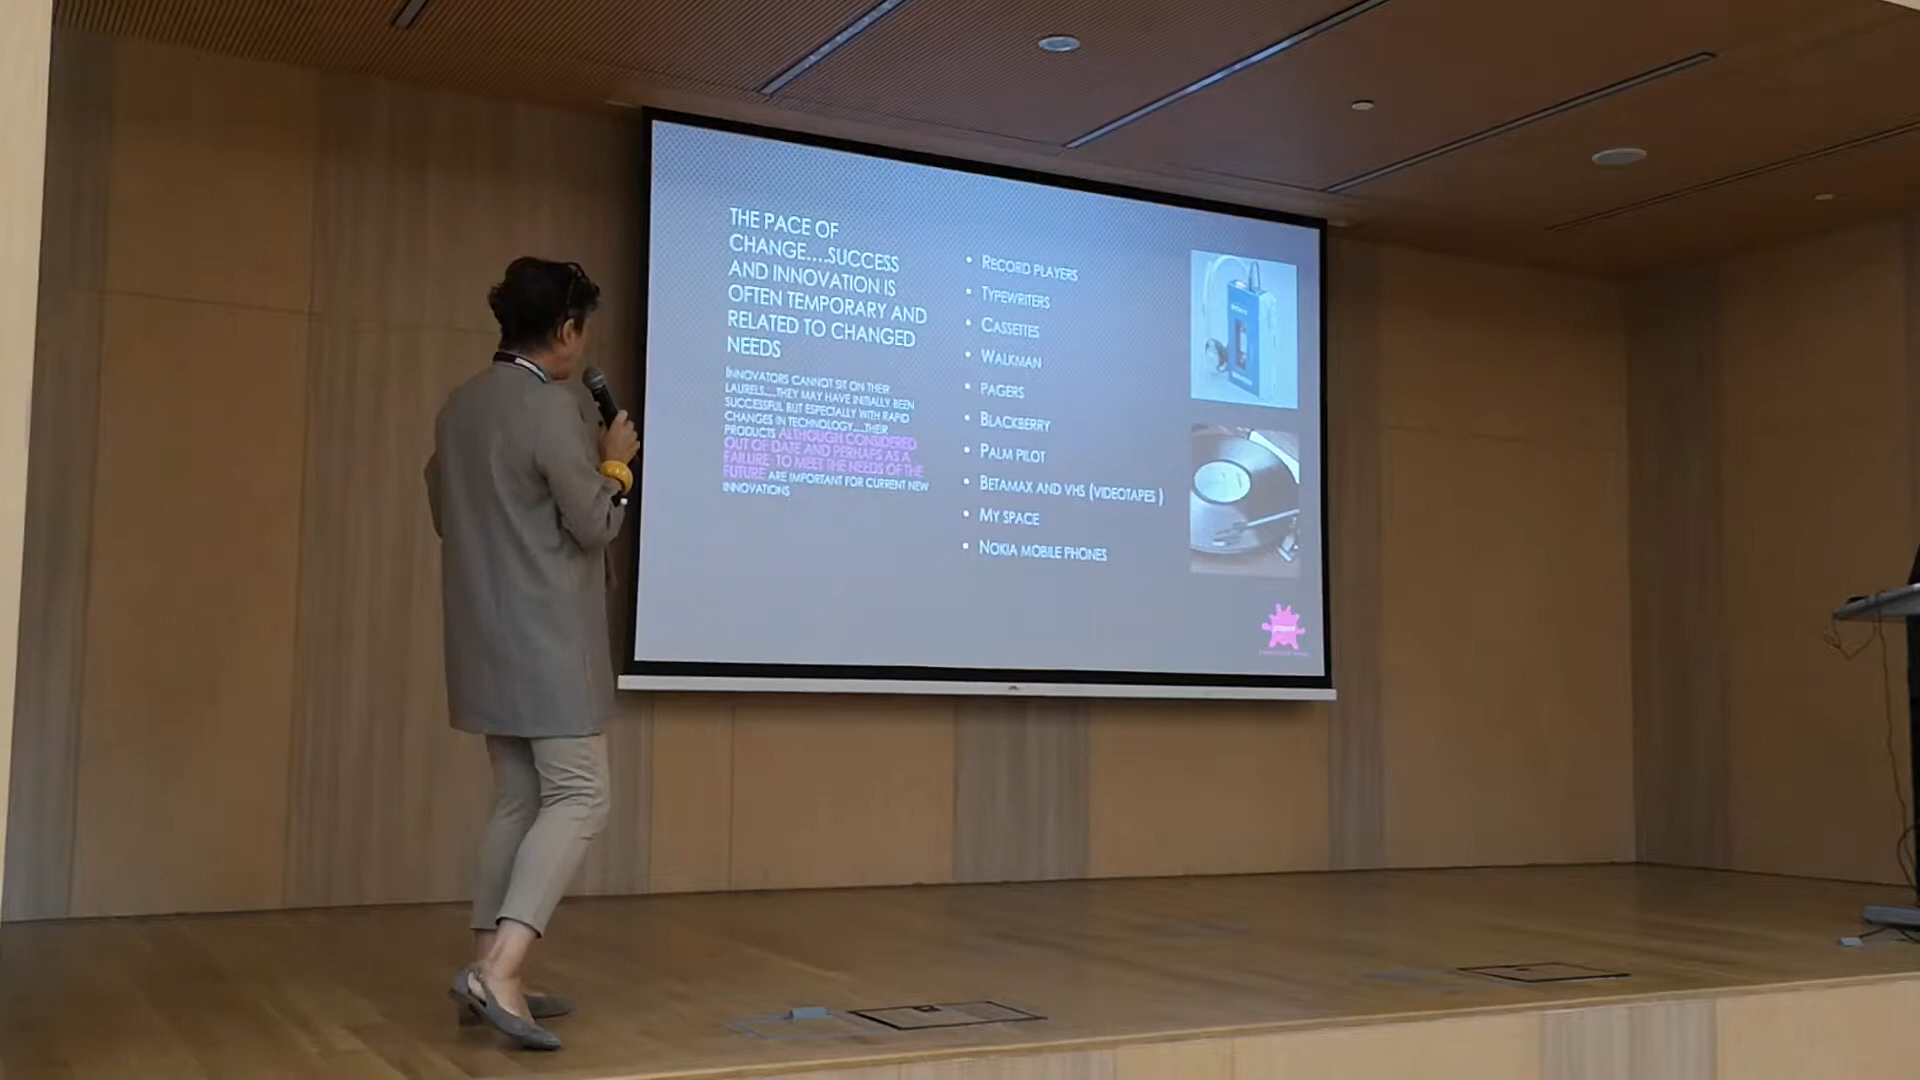 THE PACE OF
CHANGE....SUCCESS
AND INNOVATION IS
OFTEN TEMPORARY AND
RELATED TO CHANGED
NEEDS
INNOVATORS CANNOT SIT ON THEIR
LAURELS....THEY MAY HAVE INITIALLY BEEN
SUCCESSFUL BUT ESPECIALLY WITH RAPID
CHANGES IN TECHNOLOGY....THEIR
PRODUCTS ALTHOUGH CONSIDERED
OUT OF DATE AND PERHAPS AS A
FAILURE TO MEET THE NEEDS OF THE
FUTURE ARE IMPORTANT FOR CURRENT NEW
INNOVATIONS
• RECORD PLAYERS
• TYPEWRITERS
• CASSETTES
• WALKMAN
• PAGERS
• BLACKBERRY
• PALM PILOT
• BETAMAX AND VHS (VIDEOTAPES )
• MY SPACE
• NOKIA MOBILE PHONES